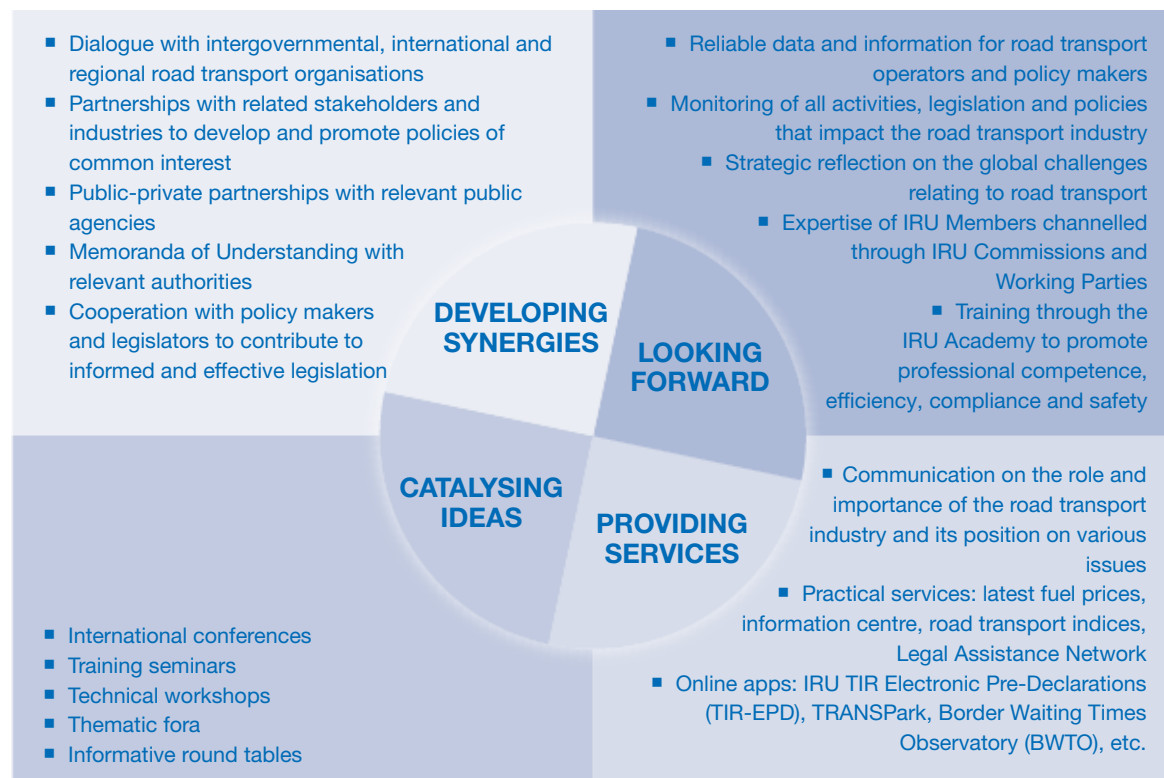 ■ Dialogue with intergovernmental, international and
regional road transport organisations
■ Partnerships with related stakeholders and
industries to develop and promote policies of
common interest
■ Public-private partnerships with relevant public
agencies
■ Memoranda of Understanding with
relevant authorities
■ Cooperation with policy makers
and legislators to contribute to
informed and effective legislation
DEVELOPING
SYNERGIES
■ Reliable data and information for road transport
operators and policy makers
■ Monitoring of all activities, legislation and policies
that impact the road transport industry
■ Strategic reflection on the global challenges
relating to road transport
■ Expertise of IRU Members channelled
through IRU Commissions and
Working Parties
■ Training through the
IRU Academy to promote
professional competence,
efficiency, compliance and safety
LOOKING
FORWARD
CATALYSING
IDEAS
■ International conferences
■ Training seminars
■ Technical workshops
■ Thematic fora
■ Informative round tables
PROVIDING
SERVICES
■ Communication on the role and
importance of the road transport
industry and its position on various
issues
■ Practical services: latest fuel prices,
information centre, road transport indices,
Legal Assistance Network
■ Online apps: IRU TIR Electronic Pre-Declarations
(TIR-EPD), TRANSPark, Border Waiting Times
Observatory (BWTO), etc.